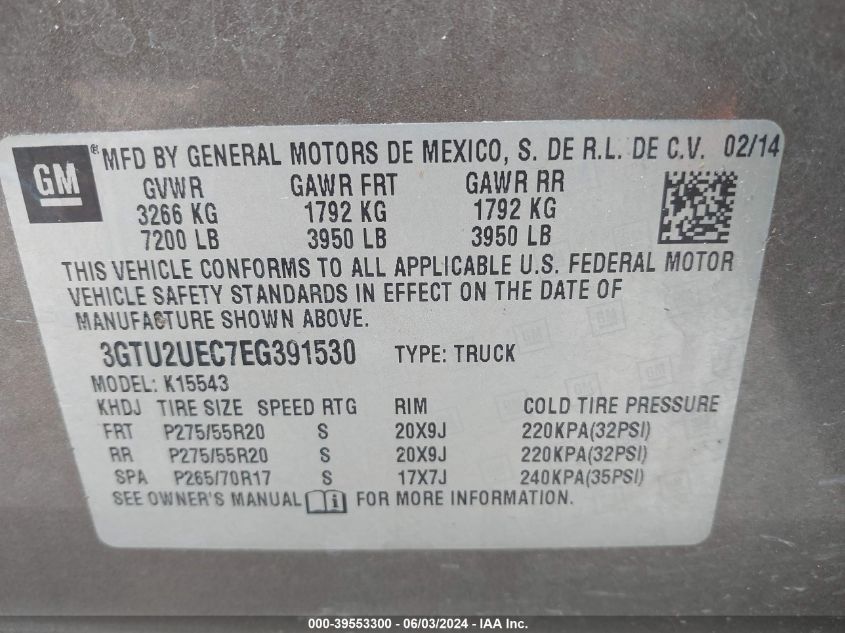 GM
®MFD BY GENERAL MOTORS DE MEXICO, S. DE R.L. DE C.V. 02/14
GVWR GAWR FRT GAWR RR
3266 KG 1792 KG 1792 KG
7200 LB 3950 LB 3950 LB
THIS VEHICLE CONFORMS TO ALL APPLICABLE U.S. FEDERAL MOTOR
VEHICLE SAFETY STANDARDS IN EFFECT ON THE DATE OF
MANUFACTURE SHOWN ABOVE.
3GTU2UEC7EG391530 TYPE: TRUCK
MODEL: K15543
KHDJ TIRE SIZE SPEED RTG RIM COLD TIRE PRESSURE
FRT P275/55R20 S 20X9J 220KPA(32PSI)
RR P275/55R20 S 20X9J 220KPA(32PSI)
SPA P265/70R17 S 17X7J 240KPA(35PSI)
SEE OWNER'S MANUAL i FOR MORE INFORMATION.
000-39553300 - 06/03/2024 - IAA Inc.